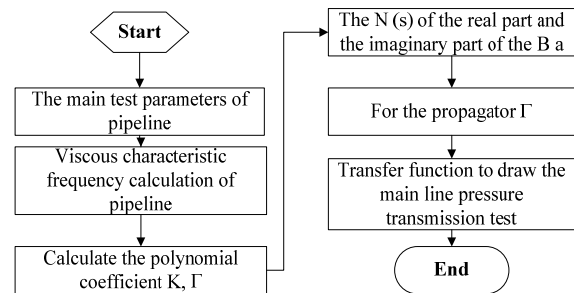 Start
The main test parameters of
pipeline
Viscous characteristic
frequency calculation of
pipeline
Calculate the polynomial
coefficient K, Γ
The N (s) of the real part and
the imaginary part of the B a
For the propagator Γ
Transfer function to draw the
main line pressure
transmission test
End